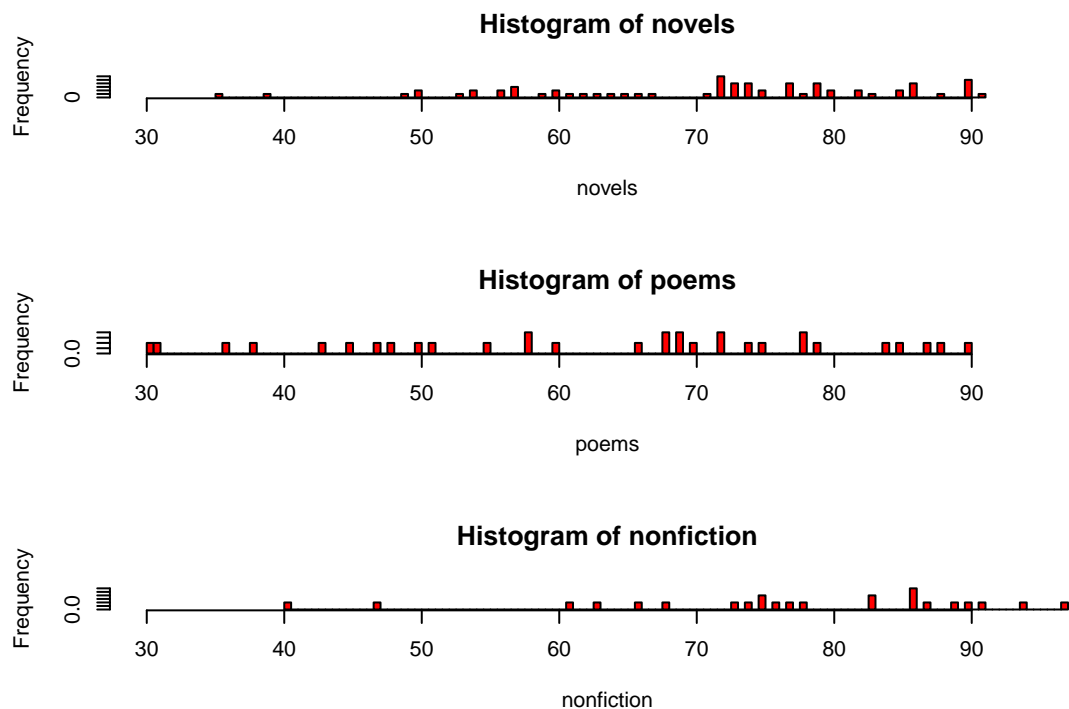 Histogram of novels
Frequency
0
30 40 50 60 70 80 90
novels
Histogram of poems
Frequency
0.0
30 40 50 60 70 80 90
poems
Histogram of nonfiction
Frequency
0.0
30 40 50 60 70 80 90
nonfiction